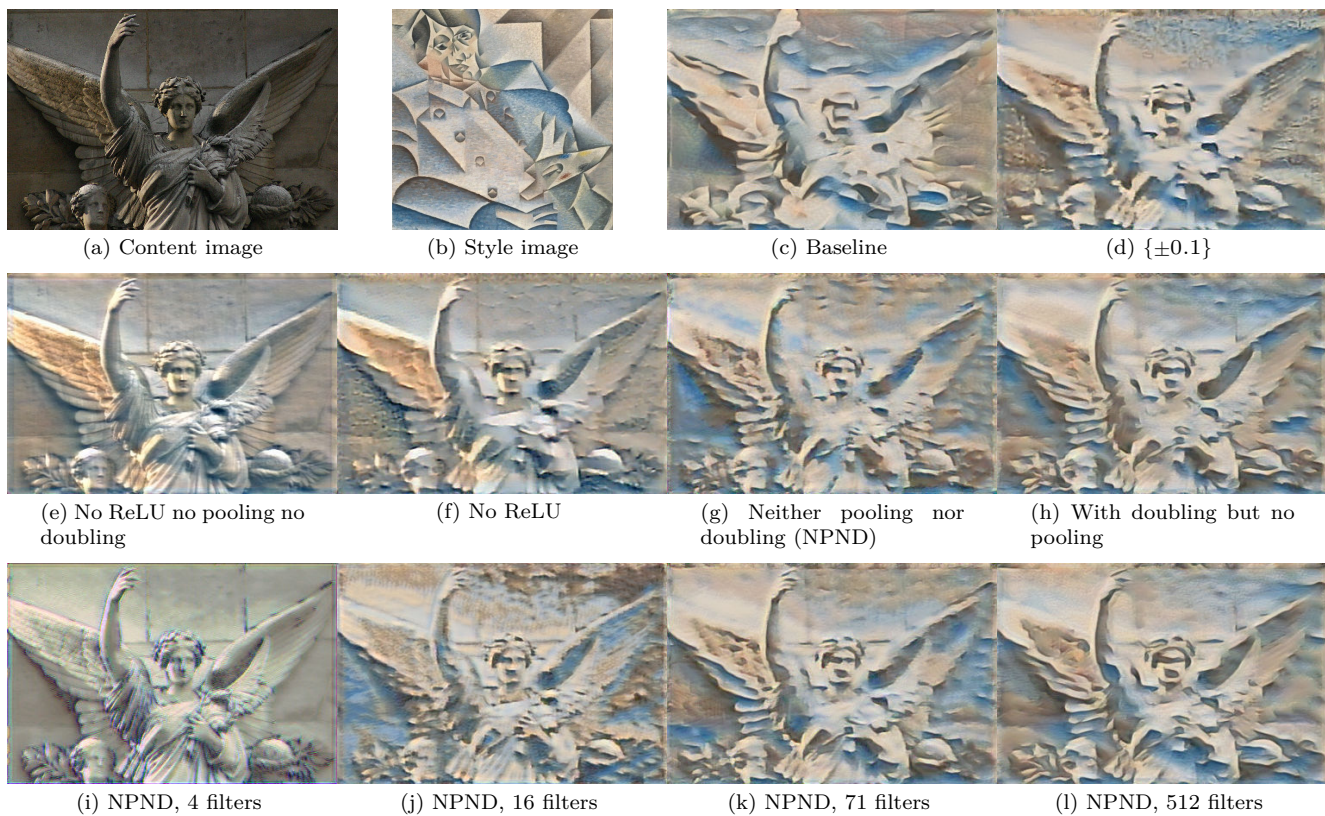 (a) Content image
(b) Style image
(c) Baseline
(d) {±0.1}
(e) No ReLU no pooling no
doubling
(f) No ReLU
(g) Neither pooling nor
doubling (NPND)
(h) With doubling but no
pooling
(i) NPND, 4 filters
(j) NPND, 16 filters
(k) NPND, 71 filters
(l) NPND, 512 filters